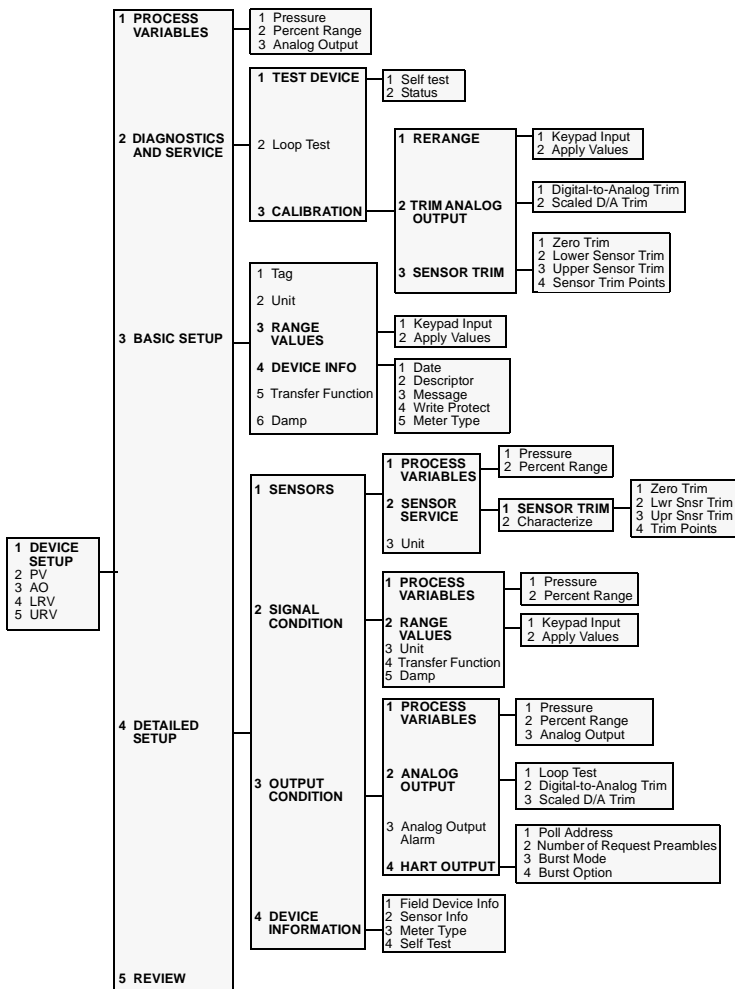 1 DEVICE
SETUP
2 PV
3 AO
4 LRV
5 URV
1 PROCESS
VARIABLES
1 Pressure
2 Percent Range
3 Analog Output
2 DIAGNOSTICS
AND SERVICE
1 TEST DEVICE
1 Self test
2 Status
2 Loop Test
3 CALIBRATION
1 RERANGE
1 Keypad Input
2 Apply Values
2 TRIM ANALOG
OUTPUT
1 Digital-to-Analog Trim
2 Scaled D/A Trim
3 SENSOR TRIM
1 Zero Trim
2 Lower Sensor Trim
3 Upper Sensor Trim
4 Sensor Trim Points
3 BASIC SETUP
1 Tag
2 Unit
3 RANGE
VALUES
1 Keypad Input
2 Apply Values
4 DEVICE INFO
1 Date
2 Descriptor
3 Message
4 Write Protect
5 Meter Type
5 Transfer Function
6 Damp
4 DETAILED
SETUP
1 SENSORS
1 PROCESS
VARIABLES
1 Pressure
2 Percent Range
2 SENSOR
SERVICE
1 SENSOR TRIM
2 Characterize
1 Zero Trim
2 Lwr Snsr Trim
3 Upr Snsr Trim
4 Trim Points
3 Unit
2 SIGNAL
CONDITION
1 PROCESS
VARIABLES
1 Pressure
2 Percent Range
2 RANGE
VALUES
1 Keypad Input
2 Apply Values
3 Unit
4 Transfer Function
5 Damp
3 OUTPUT
CONDITION
1 PROCESS
VARIABLES
1 Pressure
2 Percent Range
3 Analog Output
2 ANALOG
OUTPUT
1 Loop Test
2 Digital-to-Analog Trim
3 Scaled D/A Trim
3 Analog Output
Alarm
4 HART OUTPUT
1 Poll Address
2 Number of Request Preambles
3 Burst Mode
4 Burst Option
4 DEVICE
INFORMATION
1 Field Device Info
2 Sensor Info
3 Meter Type
4 Self Test
5 REVIEW